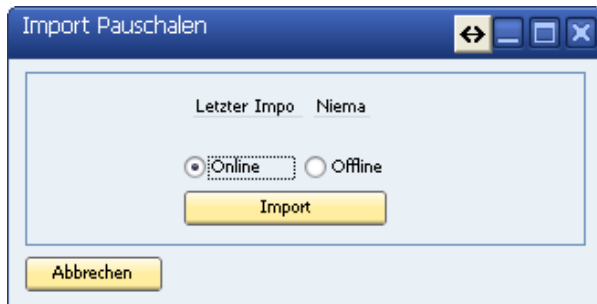 Import Pauschalen
Letzter Impo Niema
Online Offline
Import
Abbrechen